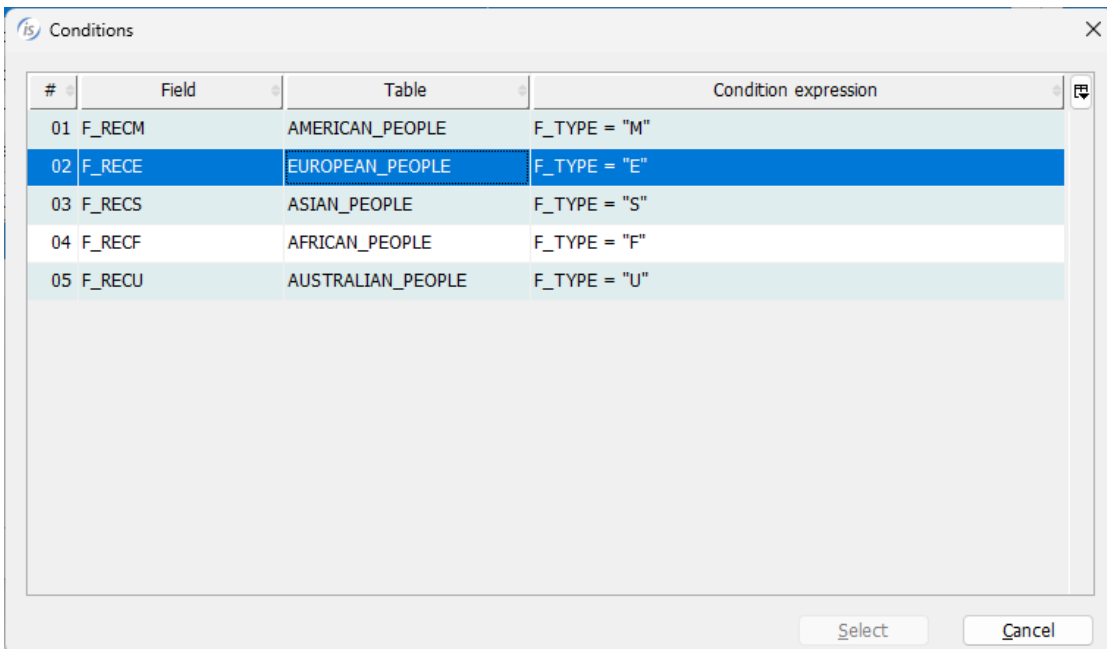 is Conditions
# Field Table Condition expression
01 F_RECM AMERICAN_PEOPLE F_TYPE = "M"
02 F_RECE EUROPEAN_PEOPLE F_TYPE = "E"
03 F_RECS ASIAN_PEOPLE F_TYPE = "S"
04 F_RECF AFRICAN_PEOPLE F_TYPE = "F"
05 F_RECU AUSTRALIAN_PEOPLE F_TYPE = "U"
Select Cancel